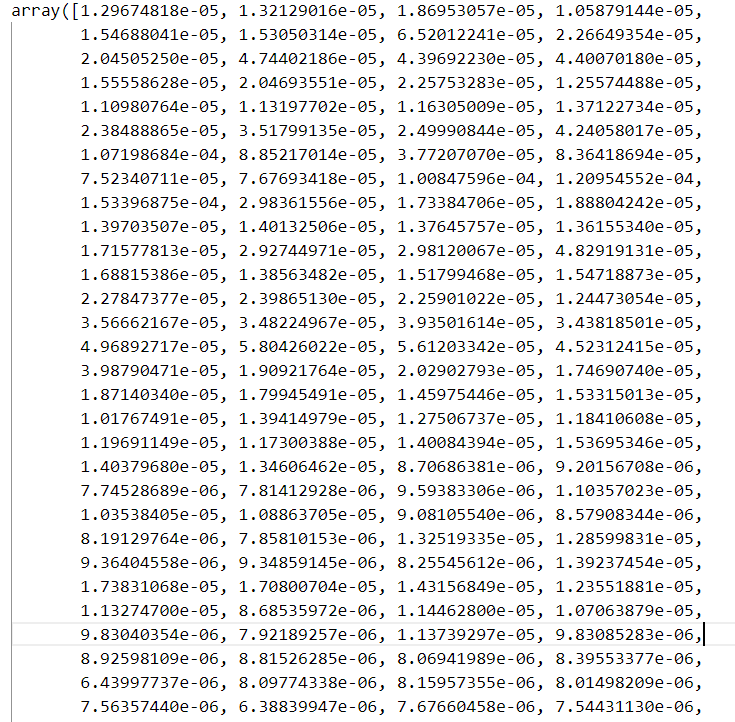 array([1.29674818e-05, 1.32129016e-05, 1.86953057e-05, 1.05879144e-05,
1.54688041e-05, 1.53050314e-05, 6.52012241e-05, 2.26649354e-05,
2.04505250e-05, 4.74402186e-05, 4.39692230e-05, 4.40070180e-05,
1.55558628e-05, 2.04693551e-05, 2.25753283e-05, 1.25574488e-05,
1.10980764e-05, 1.13197702e-05, 1.16305009e-05, 1.37122734e-05,
2.38488865e-05, 3.51799135e-05, 2.49990844e-05, 4.24058017e-05,
1.07198684e-04, 8.85217014e-05, 3.77207070e-05, 8.36418694e-05,
7.52340711e-05, 7.67693418e-05, 1.00847596e-04, 1.20954552e-04,
1.53396875e-04, 2.98361556e-05, 1.73384706e-05, 1.88804242e-05,
1.39703507e-05, 1.40132506e-05, 1.37645757e-05, 1.36155340e-05,
1.71577813e-05, 2.92744971e-05, 2.98120067e-05, 4.82919131e-05,
1.68815386e-05, 1.38563482e-05, 1.51799468e-05, 1.54718873e-05,
2.27847377e-05, 2.39865130e-05, 2.25901022e-05, 1.24473054e-05,
3.56662167e-05, 3.48224967e-05, 3.93501614e-05, 3.43818501e-05,
4.96892717e-05, 5.80426022e-05, 5.61203342e-05, 4.52312415e-05,
3.98790471e-05, 1.90921764e-05, 2.02902793e-05, 1.74690740e-05,
1.87140340e-05, 1.79945491e-05, 1.45975446e-05, 1.53315013e-05,
1.01767491e-05, 1.39414979e-05, 1.27506737e-05, 1.18410608e-05,
1.19691149e-05, 1.17300388e-05, 1.40084394e-05, 1.53695346e-05,
1.40379680e-05, 1.34606462e-05, 8.70686381e-06, 9.20156708e-06,
7.74528689e-06, 7.81412928e-06, 9.59383306e-06, 1.10357023e-05,
1.03538405e-05, 1.08863705e-05, 9.08105540e-06, 8.57908344e-06,
8.19129764e-06, 7.85810153e-06, 1.32519335e-05, 1.28599831e-05,
9.36404558e-06, 9.34859145e-06, 8.25545612e-06, 1.39237454e-05,
1.73831068e-05, 1.70800704e-05, 1.43156849e-05, 1.23551881e-05,
1.13274700e-05, 8.68535972e-06, 1.14462800e-05, 1.07063879e-05,
9.83040354e-06, 7.92189257e-06, 1.13739297e-05, 9.83085283e-06,
8.92598109e-06, 8.81526285e-06, 8.06941989e-06, 8.39553377e-06,
6.43997737e-06, 8.09774338e-06, 8.15957355e-06, 8.01498209e-06,
7.56357440e-06, 6.38839947e-06, 7.67660458e-06, 7.54431130e-06,